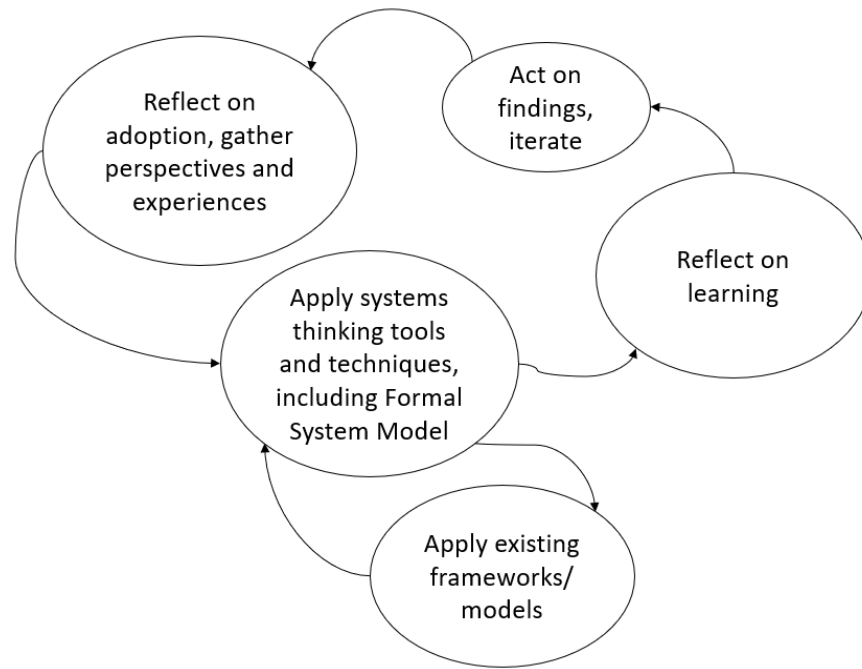 Reflect on
adoption, gather
perspectives and
experiences
Act on
findings,
iterate
Reflect on
learning
Apply systems
thinking tools
and techniques,
including Formal
System Model
Apply existing
frameworks/
models